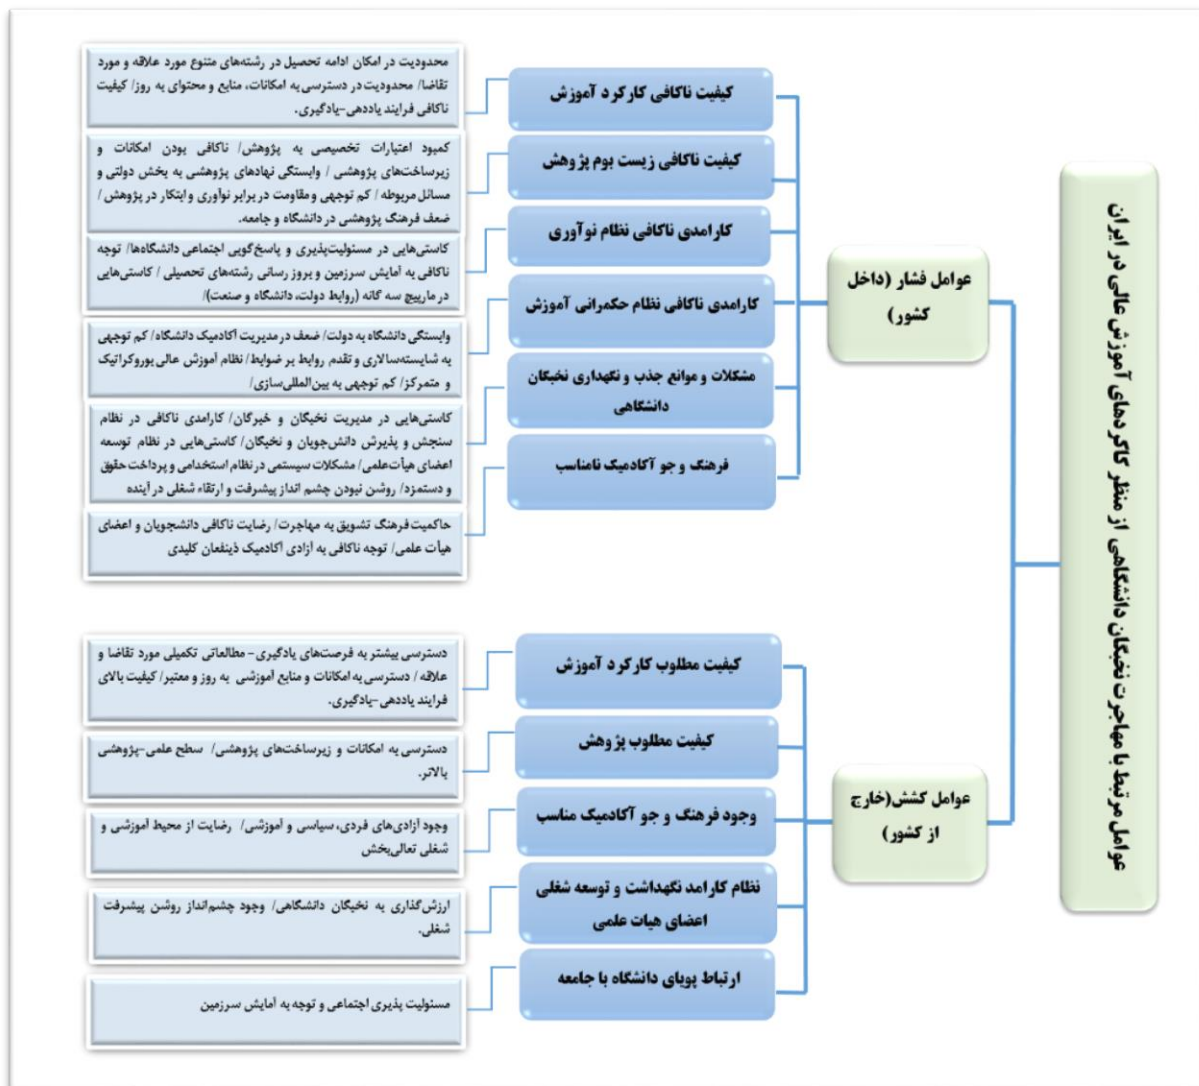 عوامل مرتبط با مهاجرت نخبگان دانشگاهی از منظر کاکردهای آموزش عالی در ایران
عوامل فشار (داخل
کشور)
کیفیت ناکافی کارکرد آموزش
محدودیت در امکان ادامه تحصیل در رشته‌های متنوع مورد علاقه و مورد
تقاضا/ محدودیت در دسترسی به امکانات، منابع و محتوای به روز/ کیفیت
ناکافی فرایند یاددهی-یادگیری.
کیفیت ناکافی زیست بوم پژوهش
کمبود اعتبارات تخصیصی به پژوهش/ ناکافی بودن امکانات و
زیرساخت‌های پژوهشی / وابستگی نهادهای پژوهشی به بخش دولتی و
مسائل مربوطه / کم توجهی و مقاومت در برابر نوآوری و ابتکار در پژوهش /
ضعف فرهنگ پژوهشی در دانشگاه و جامعه.
کارامدی ناکافی نظام نوآوری
کاستی‌هایی در مسئولیت‌پذیری و پاسخ‌گویی اجتماعی دانشگاه‌ها/ توجه
ناکافی به آمایش سرزمین و بروز رسانی رشته‌های تحصیلی / کاستی‌هایی
در مارپیچ سه گانه (روابط دولت، دانشگاه و صنعت)/
کارامدی ناکافی نظام حکمرانی آموزش
وابستگی دانشگاه به دولت/ ضعف در مدیریت آکادمیک دانشگاه/ کم توجهی
به شایسته‌سالاری و تقدم روابط بر ضوابط/ نظام آموزش عالی بوروکراتیک
و متمرکز/ کم توجهی به بین‌المللی‌سازی/
مشکلات و موانع جذب و نگهداری نخبگان
دانشگاهی
کاستی‌هایی در مدیریت نخبگان و خبرگان/ کارامدی ناکافی در نظام
سنجش و پذیرش دانش‌جویان و نخبگان/ کاستی‌هایی در نظام توسعه
اعضای هیأت‌علمی/ مشکلات سیستمی در نظام استخدامی و پرداخت حقوق
و دستمزد/ روشن نبودن چشم انداز پیشرفت و ارتقاء شغلی در آینده
فرهنگ و جو آکادمیک نامناسب
حاکمیت فرهنگ تشویق به مهاجرت/ رضایت ناکافی دانشجویان و اعضای
هیأت علمی/ توجه ناکافی به آزادی آکادمیک ذینفعان کلیدی
عوامل کشش(خارج
از کشور)
کیفیت مطلوب کارکرد آموزش
دسترسی بیشتر به فرصت‌های یادگیری- مطالعاتی تکمیلی مورد تقاضا و
علاقه / دسترسی به امکانات و منابع آموزشی به روز و معتبر/ کیفیت بالای
فرایند یاددهی-یادگیری.
کیفیت مطلوب پژوهش
دسترسی به امکانات و زیرساخت‌های پژوهشی/ سطح علمی-پژوهشی
بالاتر.
وجود فرهنگ و جو آکادمیک مناسب
وجود آزادی‌های فردی، سیاسی و آموزشی/ رضایت از محیط آموزشی و
شغلی تعالی‌بخش
نظام کارامد نگهداشت و توسعه شغلی
اعضای هیات علمی
ارزش‌گذاری به نخبگان دانشگاهی/ وجود چشم‌انداز روشن پیشرفت
شغلی.
ارتباط پویای دانشگاه با جامعه
مسئولیت پذیری اجتماعی و توجه به آمایش سرزمین